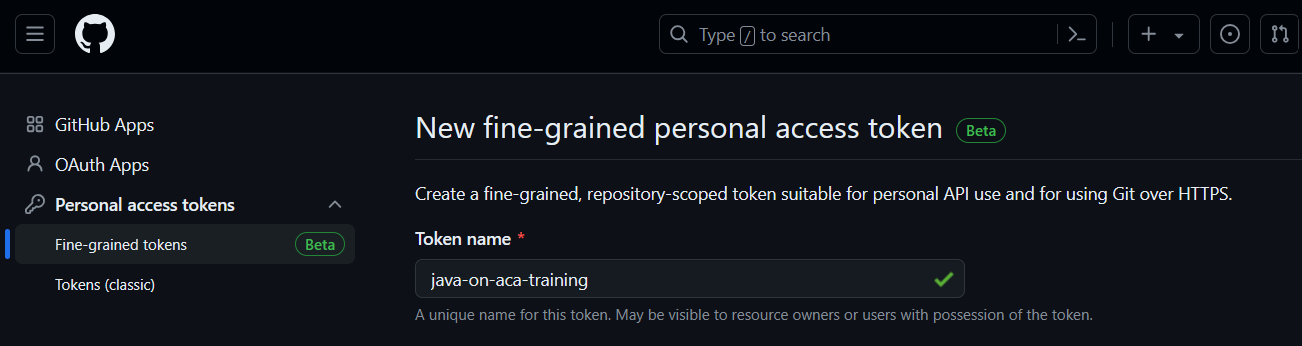 Type / to search
GitHub Apps
OAuth Apps
Personal access tokens
Fine-grained tokens Beta
Tokens (classic)
New fine-grained personal access token Beta
Create a fine-grained, repository-scoped token suitable for personal API use and for using Git over HTTPS.
Token name *
java-on-aca-training
A unique name for this token. May be visible to resource owners or users with possession of the token.